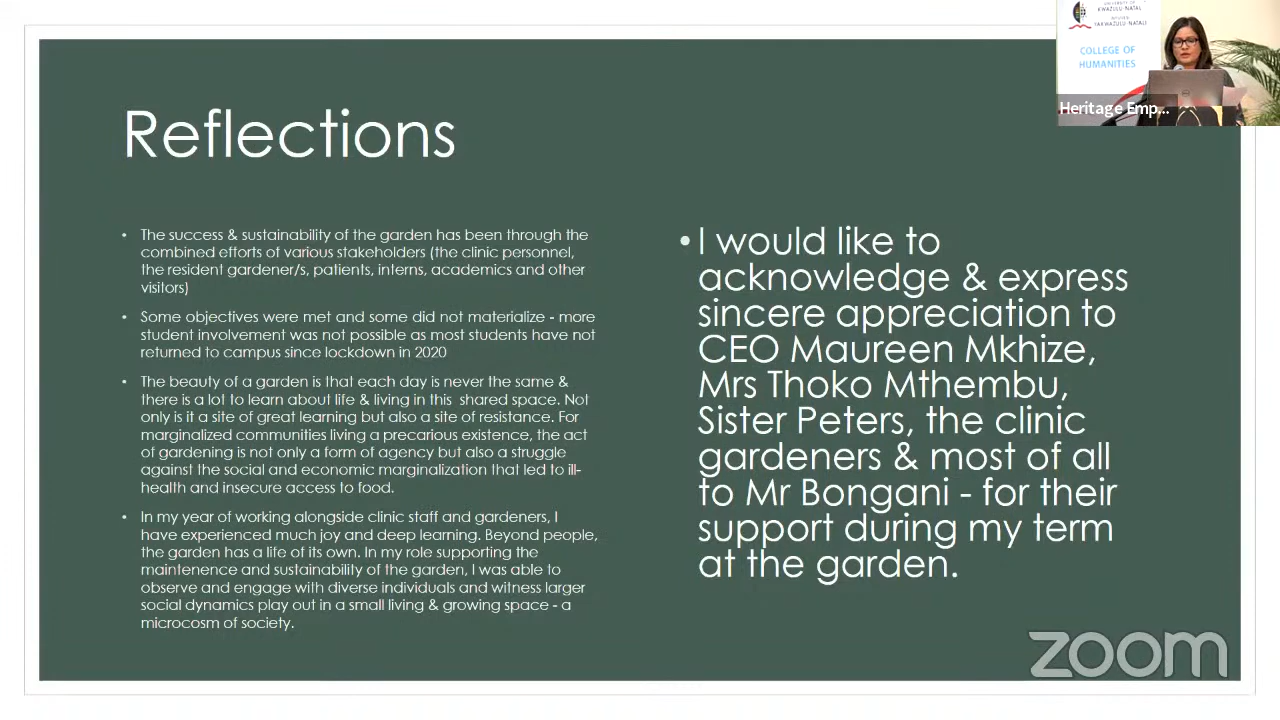 Reflections
• The success & sustainability of the garden has been through the
combined efforts of various stakeholders (the clinic personnel,
the resident gardener/s, patients, interns, academics and other
visitors)
• Some objectives were met and some did not materialize - more
student involvement was not possible as most students have not
returned to campus since lockdown in 2020
• The beauty of a garden is that each day is never the same &
there is a lot to learn about life & living in this shared space. Not
only is it a site of great learning but also a site of resistance. For
marginalized communities living a precarious existence, the act
of gardening is not only a form of agency but also a struggle
against the social and economic marginalization that led to ill-
health and insecure access to food.
• In my year of working alongside clinic staff and gardeners, I
have experienced much joy and deep learning. Beyond people,
the garden has a life of its own. In my role supporting the
maintenence and sustainability of the garden, I was able to
observe and engage with diverse individuals and witness larger
social dynamics play out in a small living & growing space - a
microcosm of society.
• I would like to
acknowledge & express
sincere appreciation to
CEO Maureen Mkhize,
Mrs Thoko Mthembu,
Sister Peters, the clinic
gardeners & most of all
to Mr Bongani - for their
support during my term
at the garden.
UNIVERSITY OF
KWAZULU-NATAL
YAKWAZULU-NATALI
COLLEGE OF
HUMANITIES
Heritage Emp...
zoom